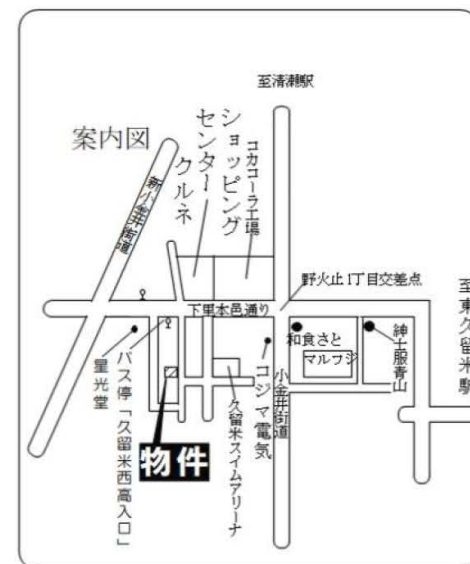 案内図
至清瀬駅
新小金井街道
ショッピング
センター
クルネ
コカコーラ工場
下里本邑通り
野火止1丁目交差点
至東久留米駅
和食さと
マルフジ
紳士服青山
星光堂
バス停「久留米西高入口」
物件
久留米スイムアリーナ
コジマ電気
小金井街道